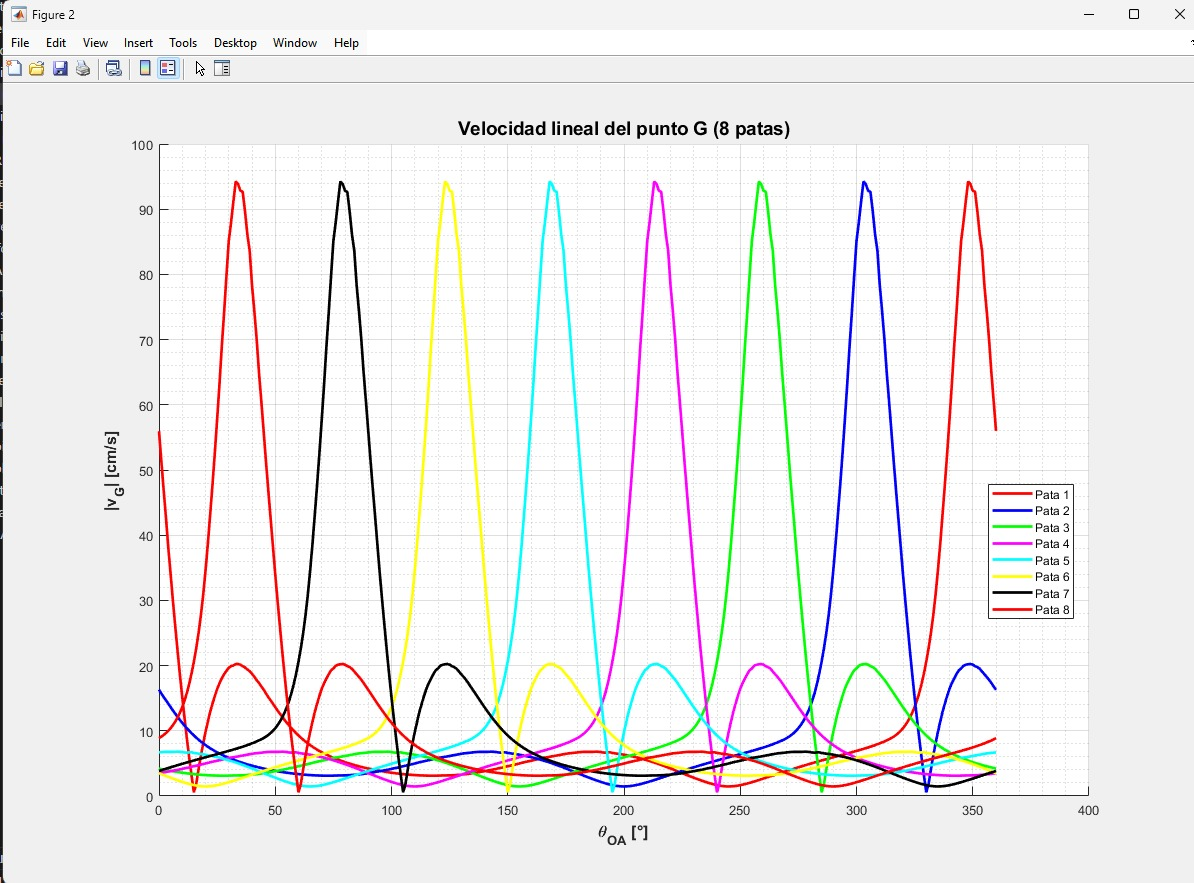 Figure 2
File Edit View Insert Tools Desktop Window Help
Velocidad lineal del punto G (8 patas)
100
90
80
70
60
50
40
30
20
10
0
|v_G| [cm/s]
Pata 1
Pata 2
Pata 3
Pata 4
Pata 5
Pata 6
Pata 7
Pata 8
0 50 100 150 200 250 300 350 400
θ_OA [°]